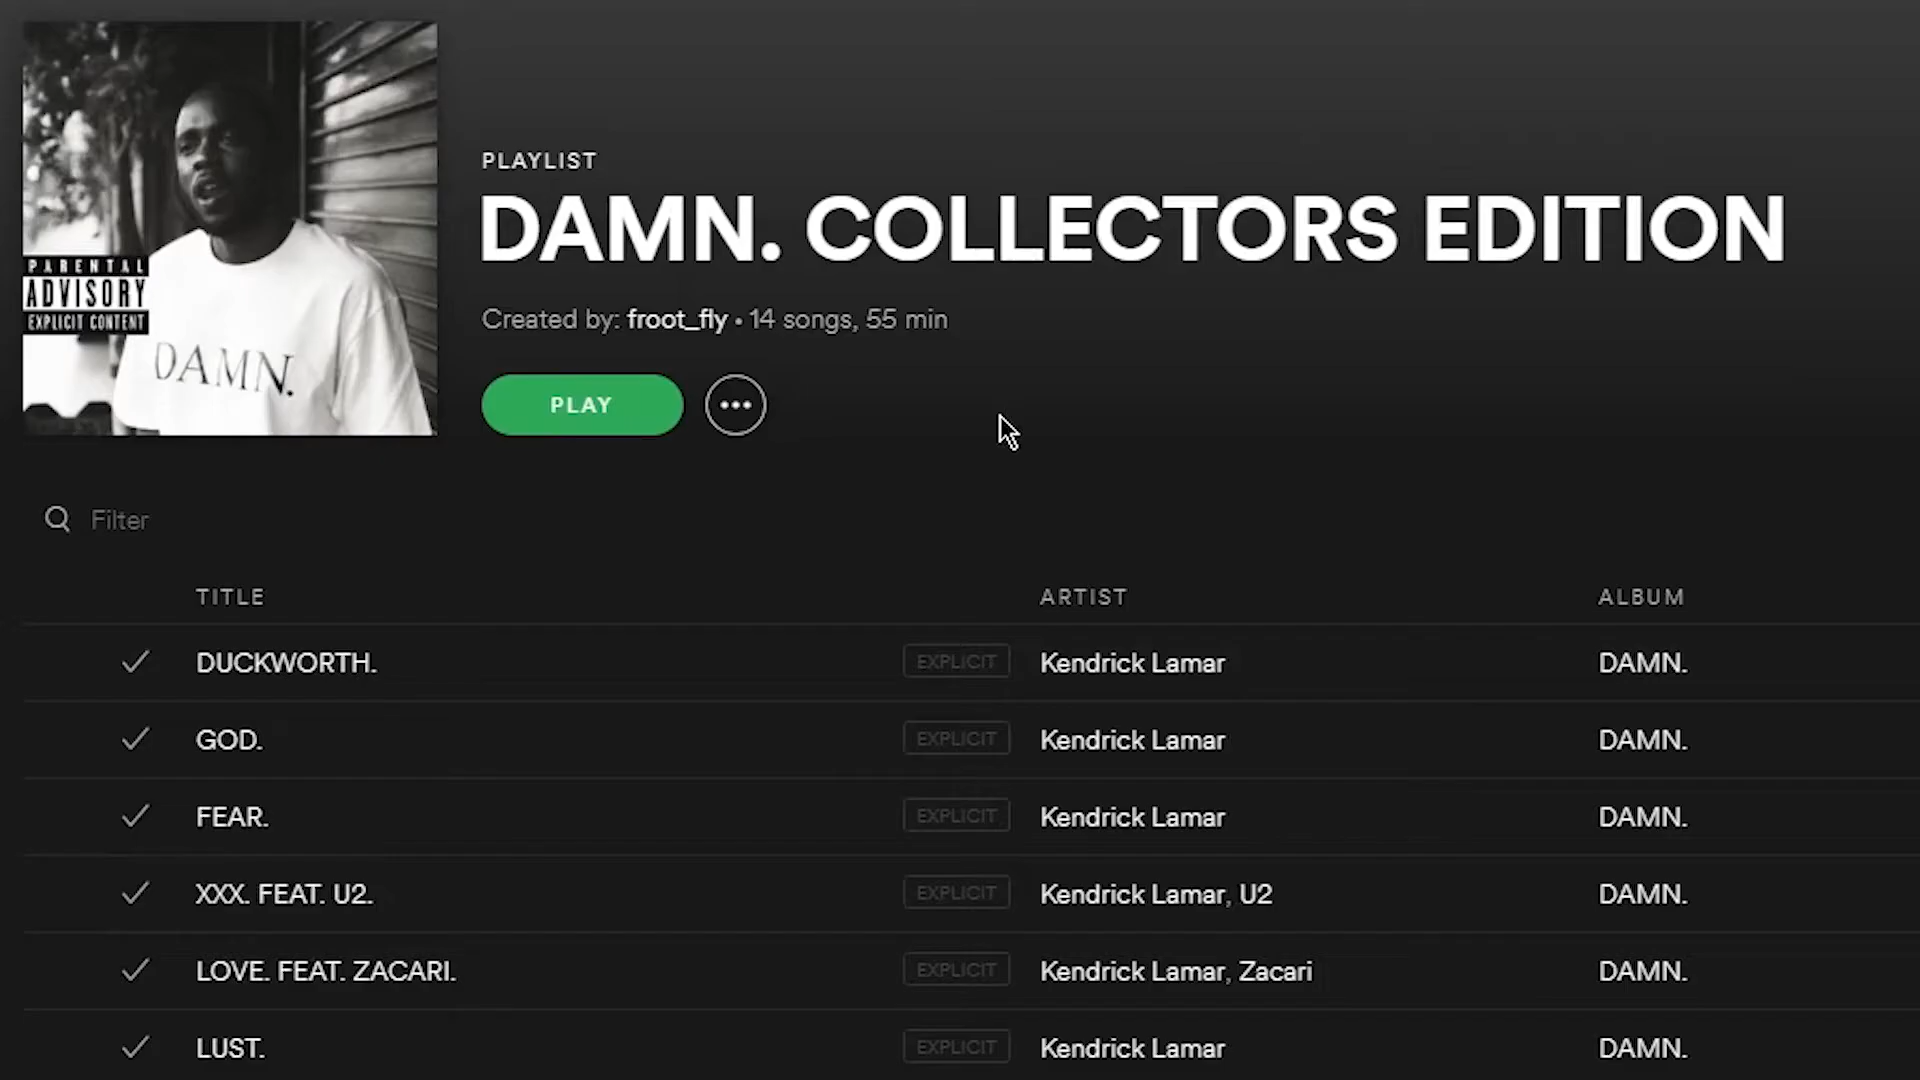 PARENTAL
ADVISORY
EXPLICIT CONTENT
DAMN.
PLAYLIST
DAMN. COLLECTORS EDITION
Created by: froot_fly • 14 songs, 55 min
PLAY
Filter
TITLE ARTIST ALBUM
DUCKWORTH. EXPLICIT Kendrick Lamar DAMN.
GOD. EXPLICIT Kendrick Lamar DAMN.
FEAR. EXPLICIT Kendrick Lamar DAMN.
XXX. FEAT. U2. EXPLICIT Kendrick Lamar, U2 DAMN.
LOVE. FEAT. ZACARI. EXPLICIT Kendrick Lamar, Zacari DAMN.
LUST. EXPLICIT Kendrick Lamar DAMN.